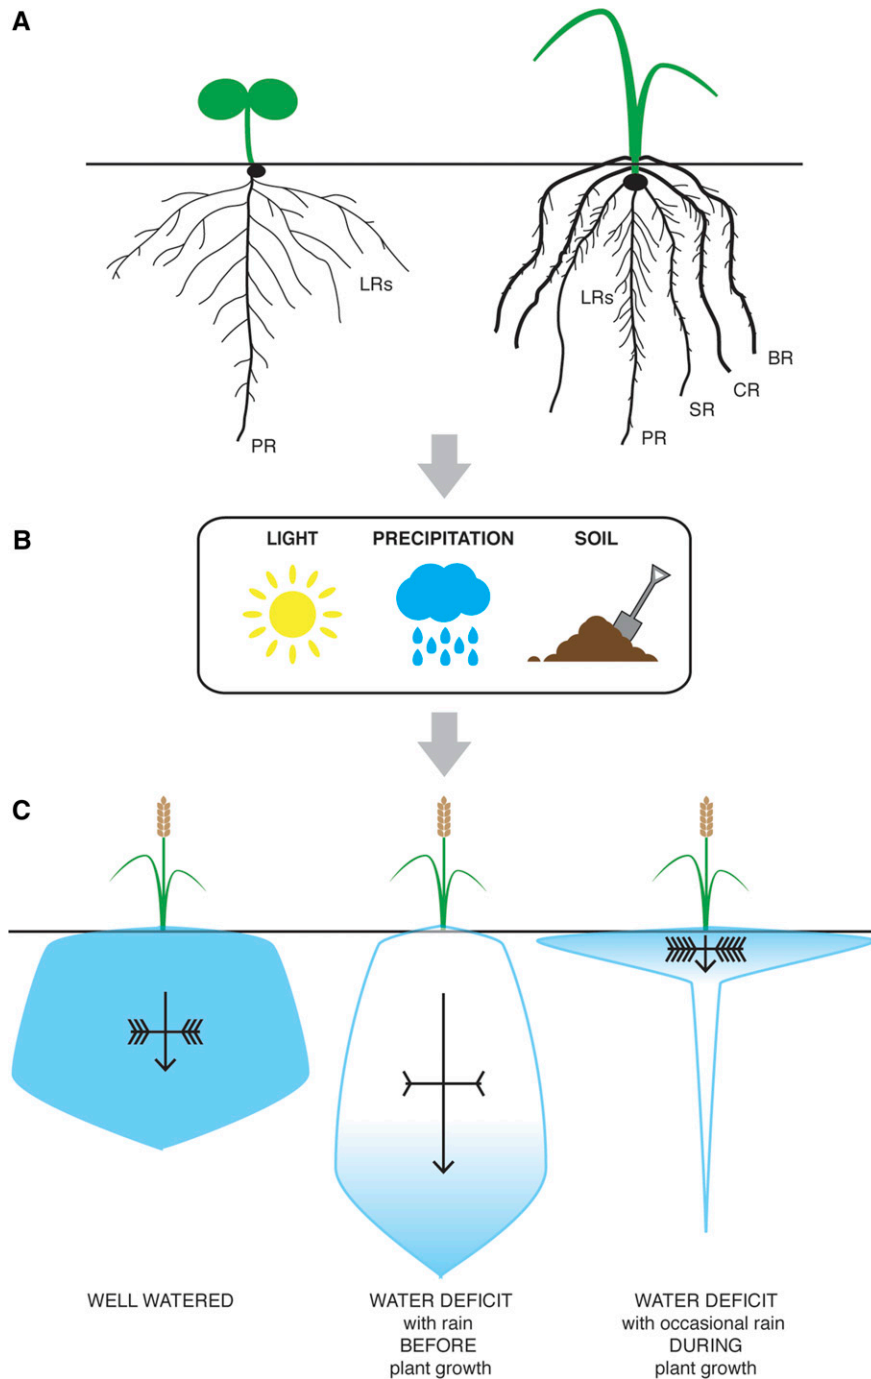 A
LRs
PR
LRs
PR
SR
CR
BR
B
LIGHT PRECIPITATION SOIL
C
WELL WATERED
WATER DEFICIT
with rain
BEFORE
plant growth
WATER DEFICIT
with occasional rain
DURING
plant growth